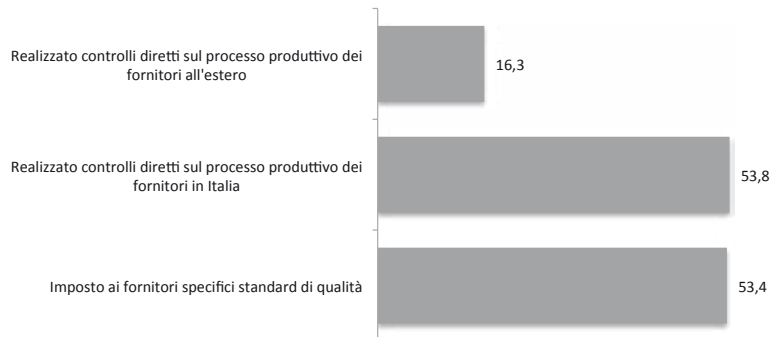 Realizzato controlli diretti sul processo produttivo dei
fornitori all'estero
16,3
Realizzato controlli diretti sul processo produttivo dei
fornitori in Italia
53,8
Imposto ai fornitori specifici standard di qualità
53,4